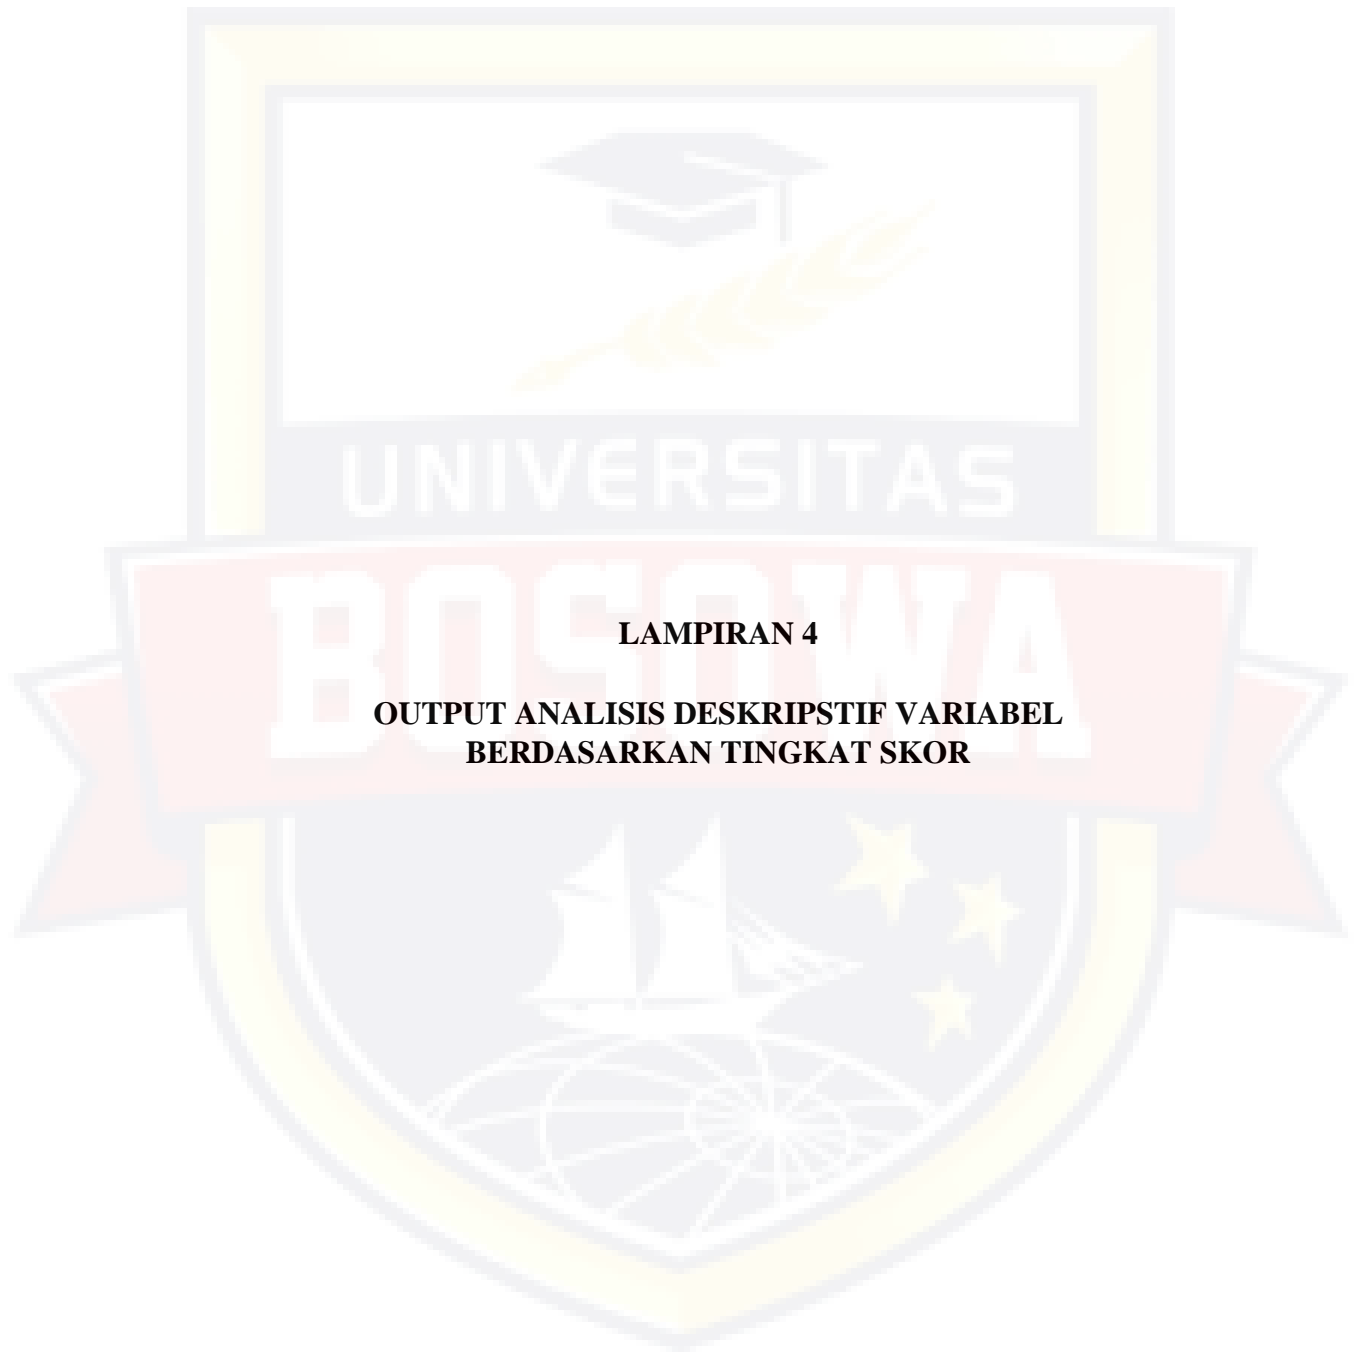 UNIVERSITAS
BOSOWA
LAMPIRAN 4
OUTPUT ANALISIS DESKRIPSTIF VARIABEL
BERDASARKAN TINGKAT SKOR